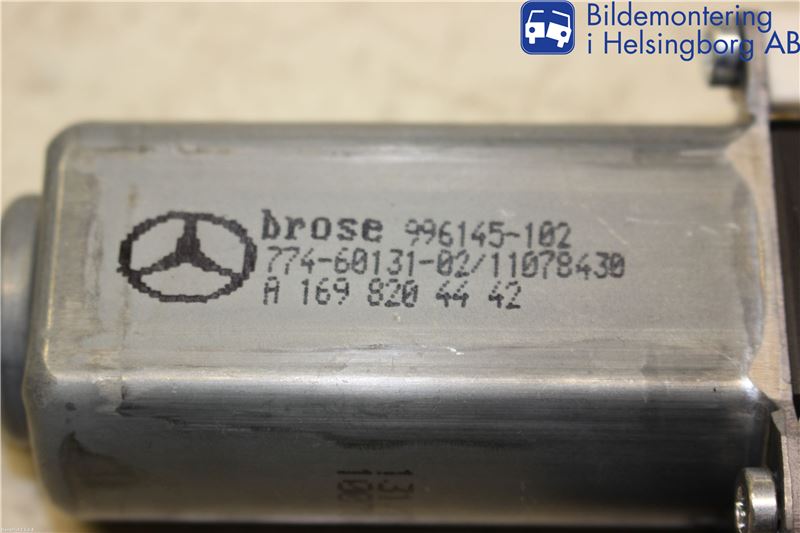 Bildemontering
i Helsingborg AB
brose 996145-102
774-60131-02/11078430
A 169 820 44 42